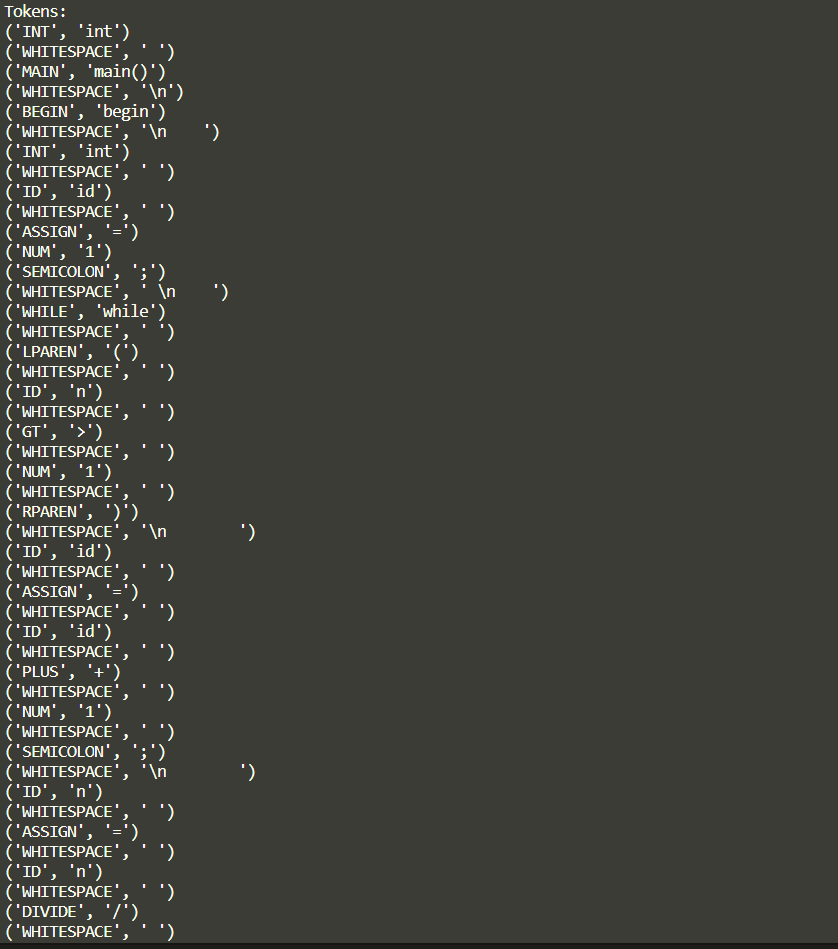 Tokens:
('INT', 'int')
('WHITESPACE', ' ')
('MAIN', 'main()')
('WHITESPACE', '\n')
('BEGIN', 'begin')
('WHITESPACE', '\n    ')
('INT', 'int')
('WHITESPACE', ' ')
('ID', 'id')
('WHITESPACE', ' ')
('ASSIGN', '=')
('NUM', '1')
('SEMICOLON', ';')
('WHITESPACE', ' \n    ')
('WHILE', 'while')
('WHITESPACE', ' ')
('LPAREN', '(')
('WHITESPACE', ' ')
('ID', 'n')
('WHITESPACE', ' ')
('GT', '>')
('WHITESPACE', ' ')
('NUM', '1')
('WHITESPACE', ' ')
('RPAREN', ')')
('WHITESPACE', '\n        ')
('ID', 'id')
('WHITESPACE', ' ')
('ASSIGN', '=')
('WHITESPACE', ' ')
('ID', 'id')
('WHITESPACE', ' ')
('PLUS', '+')
('WHITESPACE', ' ')
('NUM', '1')
('WHITESPACE', ' ')
('SEMICOLON', ';')
('WHITESPACE', '\n        ')
('ID', 'n')
('WHITESPACE', ' ')
('ASSIGN', '=')
('WHITESPACE', ' ')
('ID', 'n')
('WHITESPACE', ' ')
('DIVIDE', '/')
('WHITESPACE', ' ')